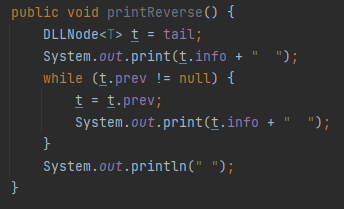 public void printReverse() {
    DLLNode<T> t = tail;
    System.out.print(t.info + "  ");
    while (t.prev != null) {
        t = t.prev;
        System.out.print(t.info + "  ");
    }
    System.out.println(" ");
}